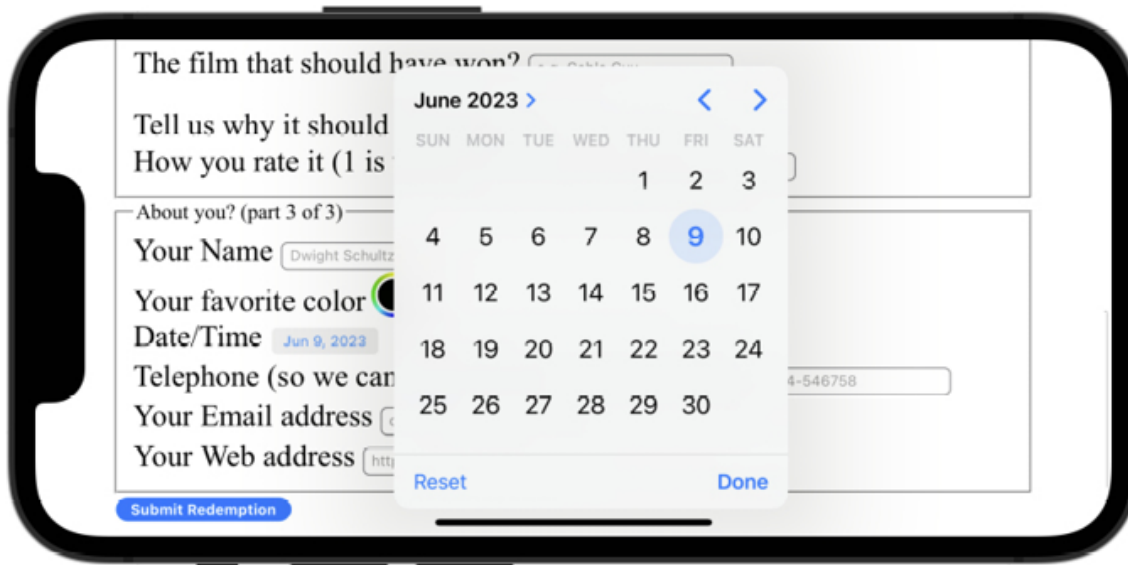 The film that should have won?
Tell us why it should
How you rate it (1 is
About you? (part 3 of 3)
Your Name Dwight Schultz
Your favorite color
Date/Time Jun 9, 2023
Telephone (so we can 4-546758
Your Email address
Your Web address
Submit Redemption
June 2023
SUN MON TUE WED THU FRI SAT
1 2 3
4 5 6 7 8 9 10
11 12 13 14 15 16 17
18 19 20 21 22 23 24
25 26 27 28 29 30
Reset Done